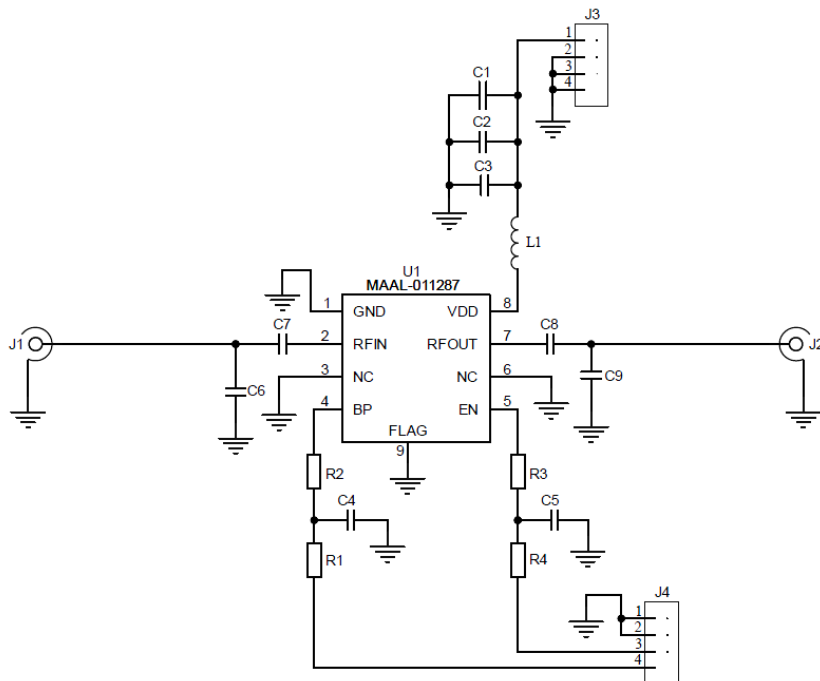 J3
1
2
3
4
C1
C2
C3
L1
U1
MAAL-011287
1 GND VDD 8
J1 C7 2 RFIN RFOUT 7 C8 J2
3 NC NC 6
C6 C9
4 BP EN 5
FLAG
9
R2 R3
C4 C5
R1 R4
J4
1
2
3
4